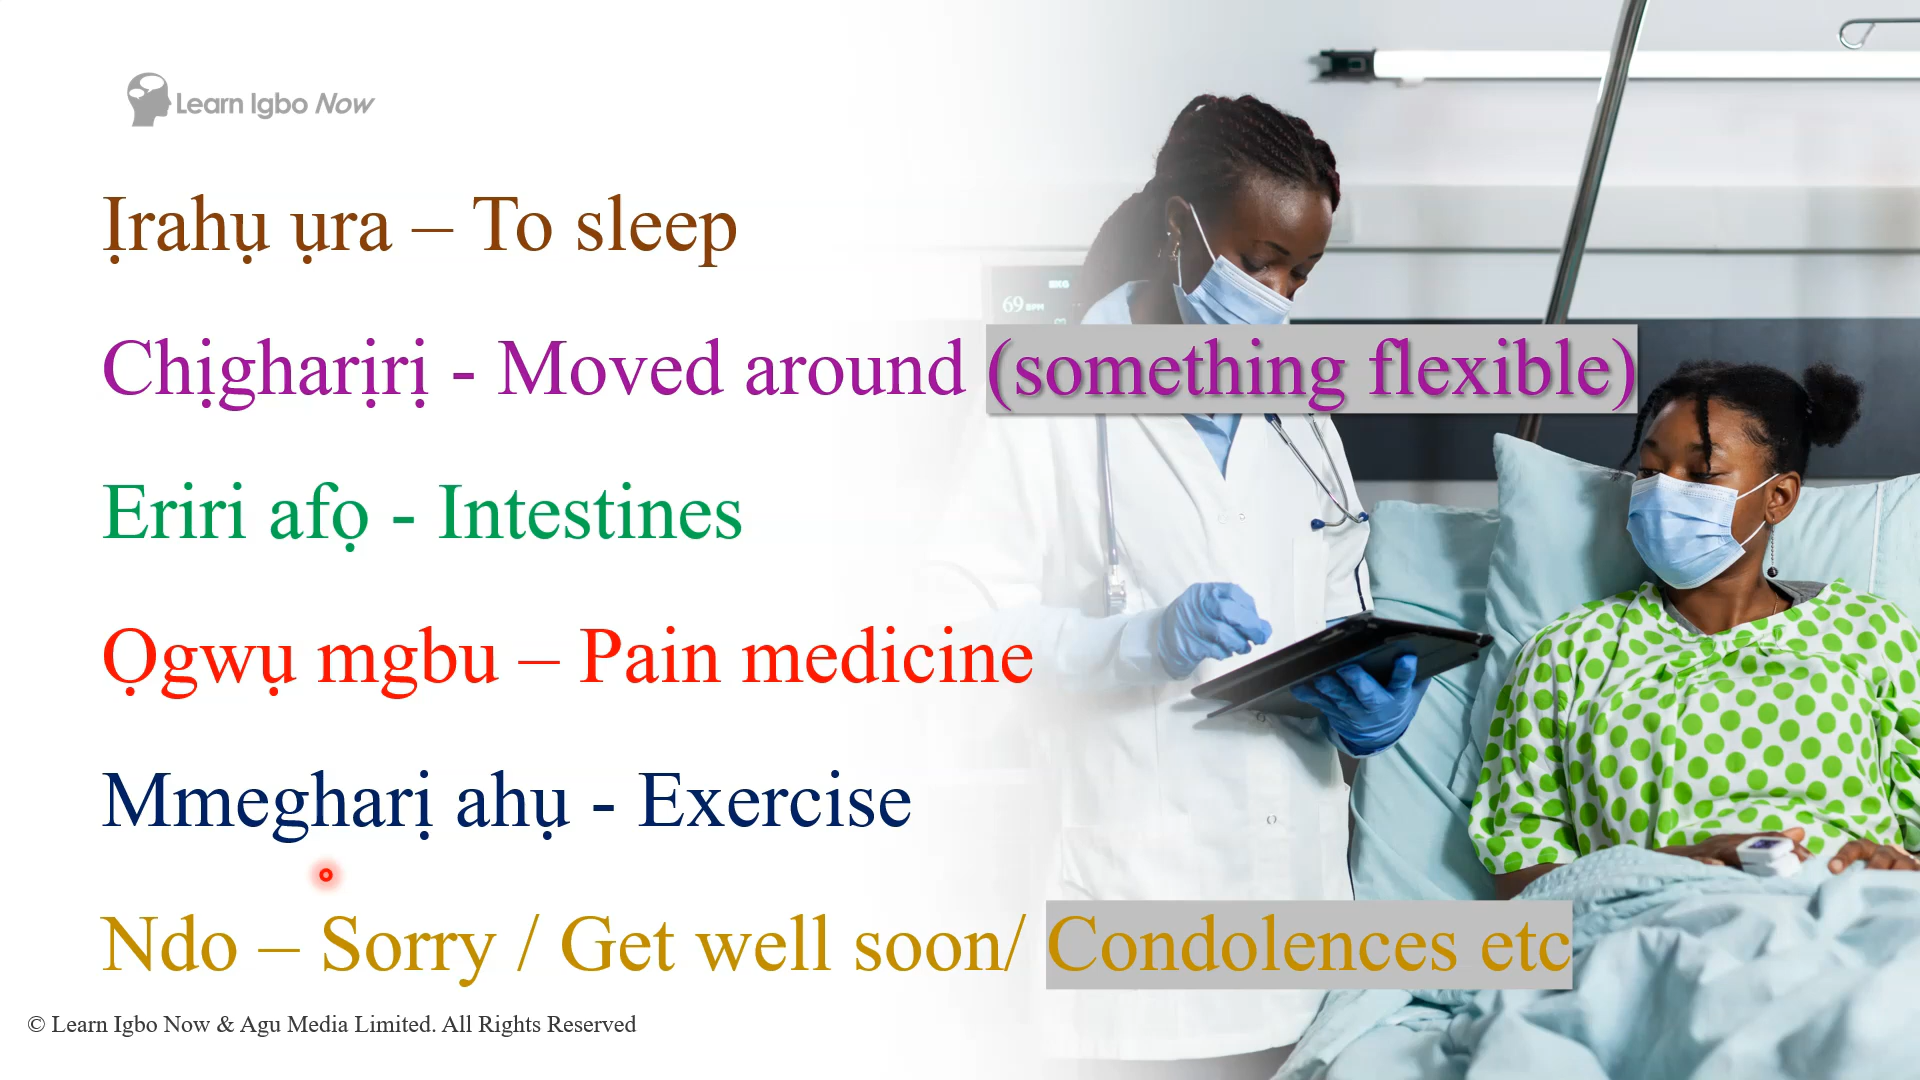 Learn Igbo Now
Ịrahụ ụra – To sleep
69 BPM
Chịgharịrị - Moved around (something flexible)
Eriri afọ - Intestines
Ọgwụ mgbu – Pain medicine
Mmegharị ahụ - Exercise
Ndo – Sorry / Get well soon/ Condolences etc
© Learn Igbo Now & Agu Media Limited. All Rights Reserved